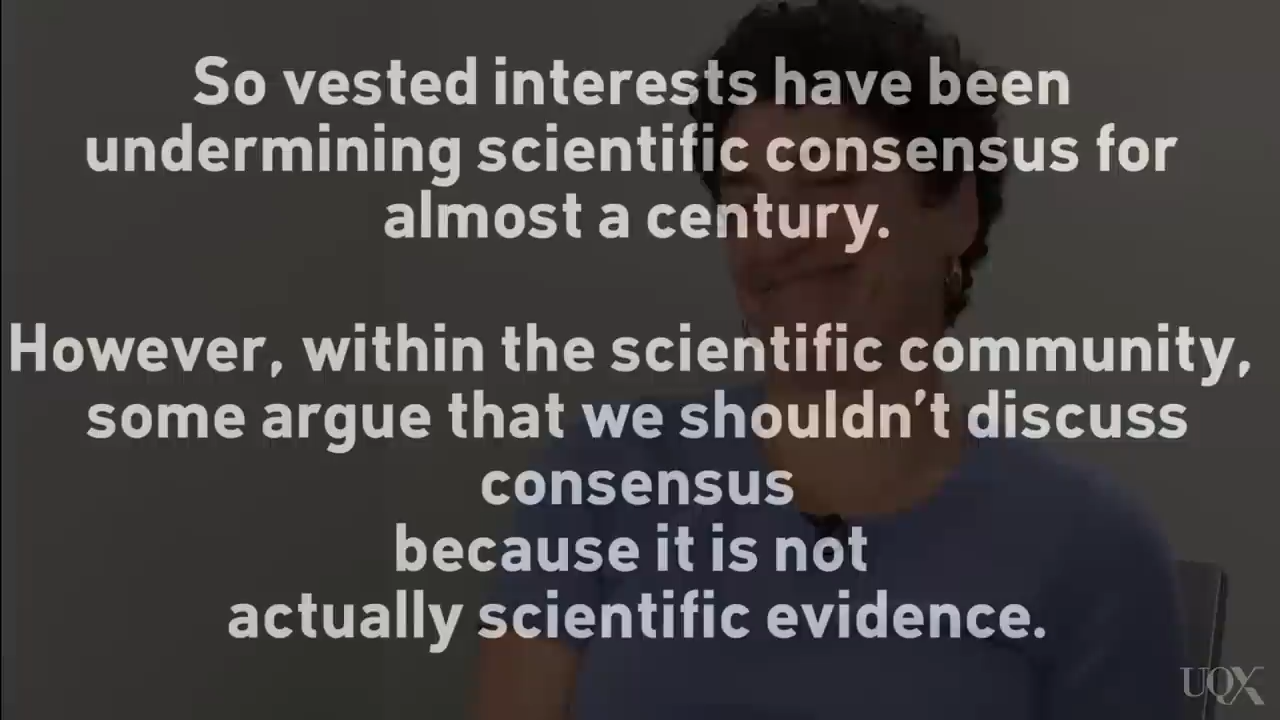 So vested interests have been
undermining scientific consensus for
almost a century.
However, within the scientific community,
some argue that we shouldn’t discuss
consensus
because it is not
actually scientific evidence.
UQX